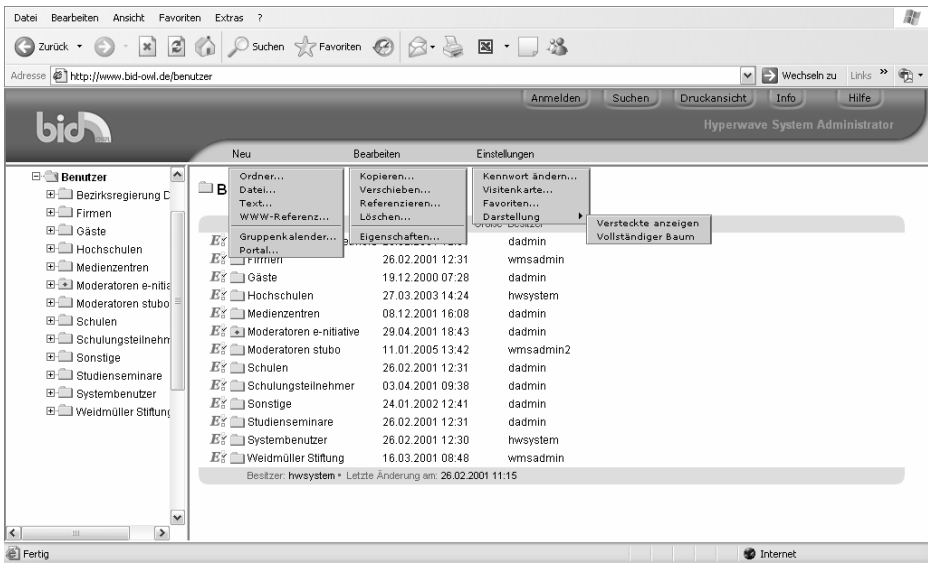 Datei Bearbeiten Ansicht Favoriten Extras ?
Zurück Suchen Favoriten
Adresse http://www.bid-owl.de/benutzer Wechseln zu Links »
Anmelden Suchen Druckansicht Info Hilfe
bid
Hyperwave System Administrator
Neu Bearbeiten Einstellungen
Ordner...
Datei...
Text...
WWW-Referenz...
Gruppenkalender...
Portal...
Kopieren...
Verschieben...
Referenzieren...
Löschen...
Eigenschaften...
Kennwort ändern...
Visitenkarte...
Favoriten...
Darstellung
Versteckte anzeigen
Vollständiger Baum
Benutzer
Bezirksregierung D
Firmen
Gäste
Hochschulen
Medienzentren
Moderatoren e-nitia
Moderatoren stubo
Schulen
Schulungsteilnehm
Sonstige
Studienseminare
Systembenutzer
Weidmüller Stiftung
B
Besitzer
dadmin
Firmen 26.02.2001 12:31 wmsadmin
Gäste 19.12.2000 07:28 dadmin
Hochschulen 27.03.2003 14:24 hwsystem
Medienzentren 08.12.2001 16:08 dadmin
Moderatoren e-nitiative 29.04.2001 18:43 dadmin
Moderatoren stubo 11.01.2005 13:42 wmsadmin2
Schulen 26.02.2001 12:31 dadmin
Schulungsteilnehmer 03.04.2001 09:38 dadmin
Sonstige 24.01.2002 12:41 dadmin
Studienseminare 26.02.2001 12:31 dadmin
Systembenutzer 26.02.2001 12:30 hwsystem
Weidmüller Stiftung 16.03.2001 08:48 wmsadmin
Besitzer: hwsystem • Letzte Änderung am: 26.02.2001 11:15
Fertig Internet